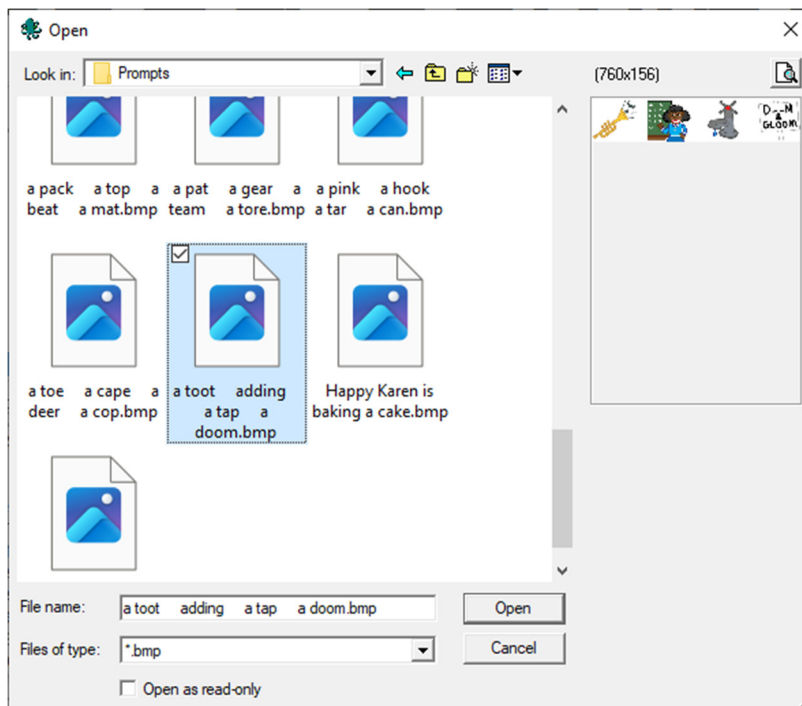 Open
Look in: Prompts
(760x156)
D--M
&
GLOOM
a pack    a top    a
beat    a mat.bmp
a pat    a gear    a
team    a tore.bmp
a pink    a hook
a tar    a can.bmp
a toe    a cape    a
deer    a cop.bmp
a toot    adding
a tap    a
doom.bmp
Happy Karen is
baking a cake.bmp
File name: a toot    adding    a tap    a doom.bmp
Open
Files of type: *.bmp
Cancel
Open as read-only